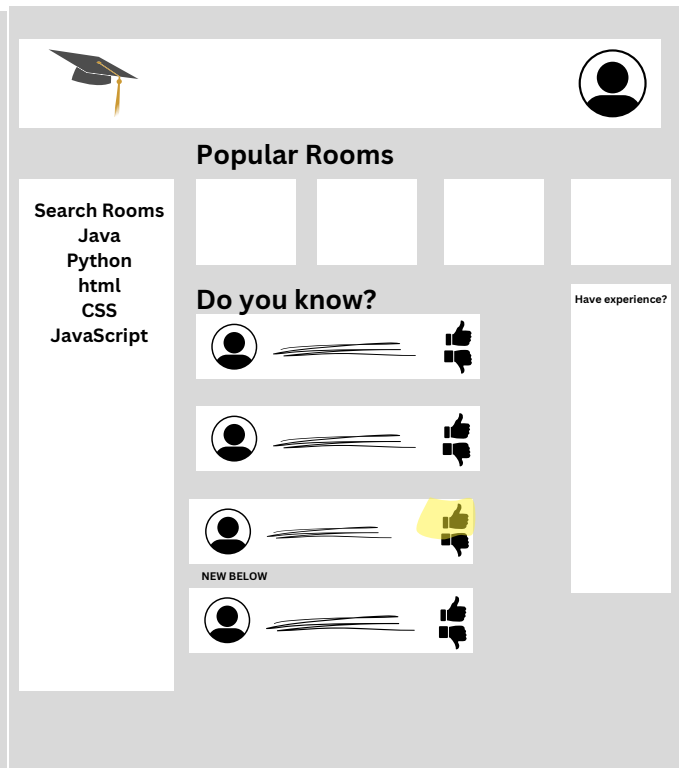 Popular Rooms
Search Rooms
Java
Python
html
CSS
JavaScript
Do you know?
Have experience?
NEW BELOW